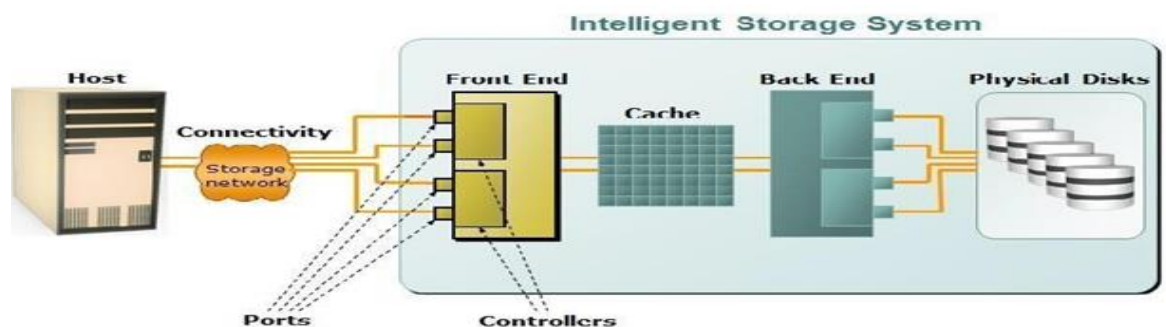 Intelligent Storage System
Host
Front End
Back End
Physical Disks
Connectivity
Cache
Storage
network
Ports
Controllers